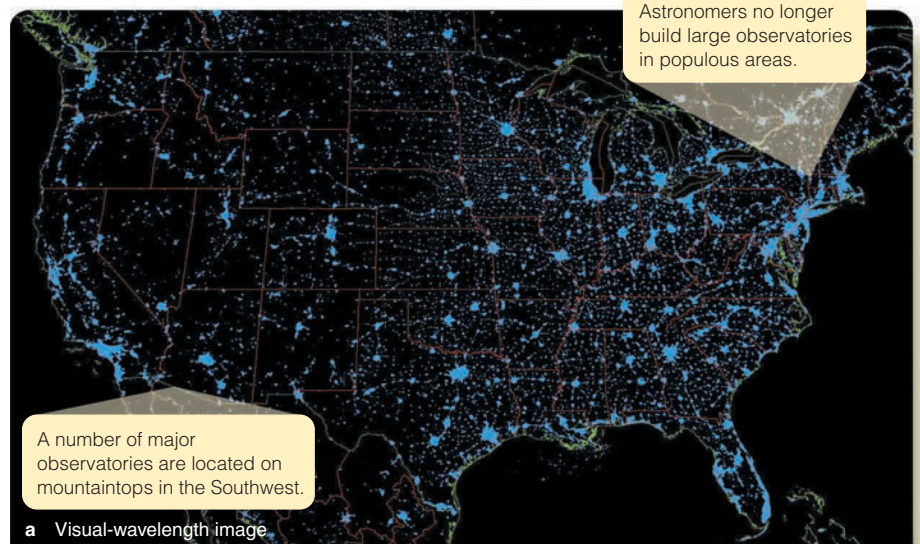 Astronomers no longer
build large observatories
in populous areas.
A number of major
observatories are located on
mountaintops in the Southwest.
a Visual-wavelength image